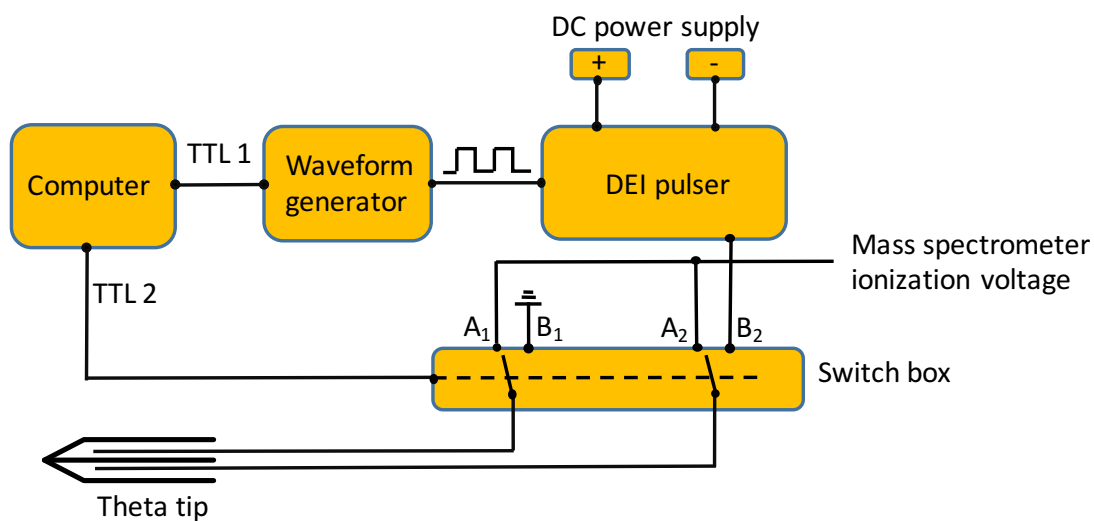 DC power supply
+ -
TTL 1
Computer
Waveform
generator
DEI pulser
Mass spectrometer
ionization voltage
TTL 2
A₁ B₁ A₂ B₂
Switch box
Theta tip